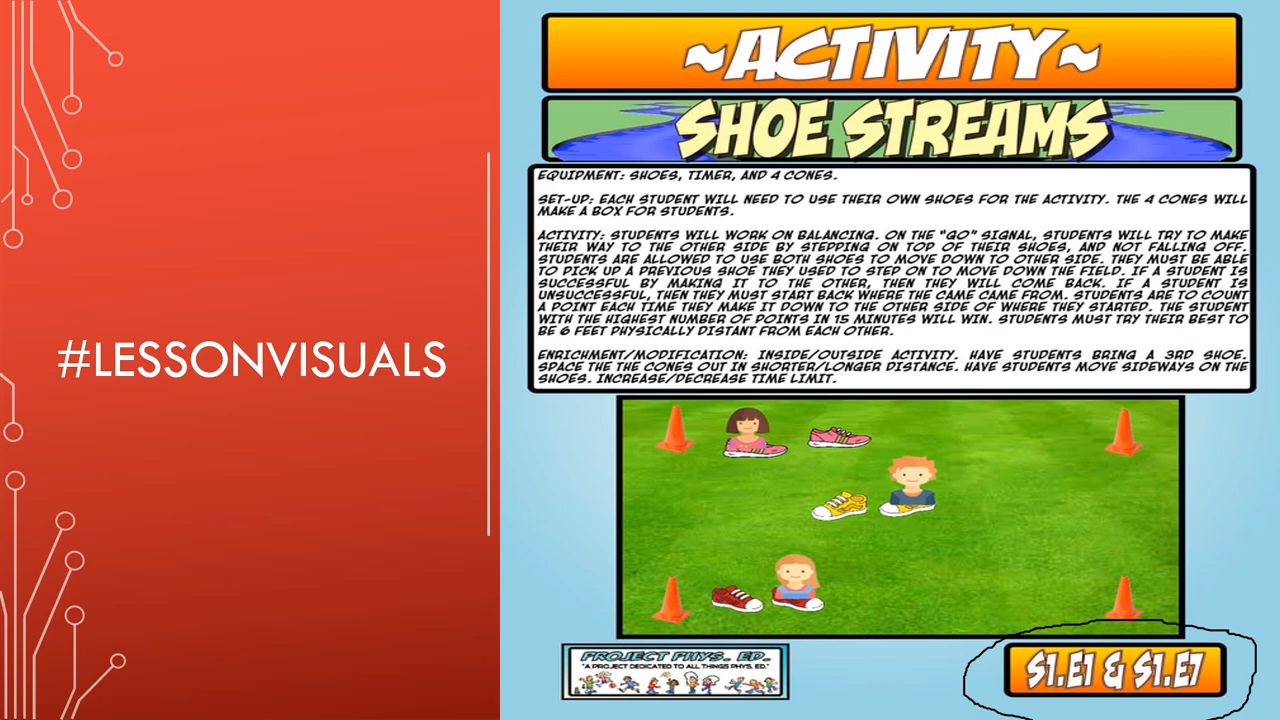 #LESSONVISUALS
~ACTIVITY~
SHOE STREAMS
EQUIPMENT: SHOES, TIMER, AND 4 CONES.
SET-UP: EACH STUDENT WILL NEED TO USE THEIR OWN SHOES FOR THE ACTIVITY. THE 4 CONES WILL
MAKE A BOX FOR STUDENTS.
ACTIVITY: STUDENTS WILL WORK ON BALANCING. ON THE "GO" SIGNAL, STUDENTS WILL TRY TO MAKE
THEIR WAY TO THE OTHER SIDE BY STEPPING ON TOP OF THEIR SHOES, AND NOT FALLING OFF.
STUDENTS ARE ALLOWED TO USE BOTH SHOES TO MOVE DOWN TO OTHER SIDE. THEY MUST BE ABLE
TO PICK UP A PREVIOUS SHOE THEY USED TO STEP ON TO MOVE DOWN THE FIELD. IF A STUDENT IS
SUCCESSFUL BY MAKING IT TO THE OTHER, THEN THEY WILL COME BACK. IF A STUDENT IS
UNSUCCESSFUL, THEN THEY MUST START BACK WHERE THE CAME CAME FROM. STUDENTS ARE TO COUNT
A POINT EACH TIME THEY MAKE IT DOWN TO THE OTHER SIDE OF WHERE THEY STARTED. THE STUDENT
WITH THE HIGHEST NUMBER OF POINTS IN 15 MINUTES WILL WIN. STUDENTS MUST TRY THEIR BEST TO
BE 6 FEET PHYSICALLY DISTANT FROM EACH OTHER.
ENRICHMENT/MODIFICATION: INSIDE/OUTSIDE ACTIVITY. HAVE STUDENTS BRING A 3RD SHOE.
SPACE THE THE CONES OUT IN SHORTER/LONGER DISTANCE. HAVE STUDENTS MOVE SIDEWAYS ON THE
SHOES. INCREASE/DECREASE TIME LIMIT.
PROJECT PHYS. ED.
"A PROJECT DEDICATED TO ALL THINGS PHYS. ED."
S1.E1 & S1.E7